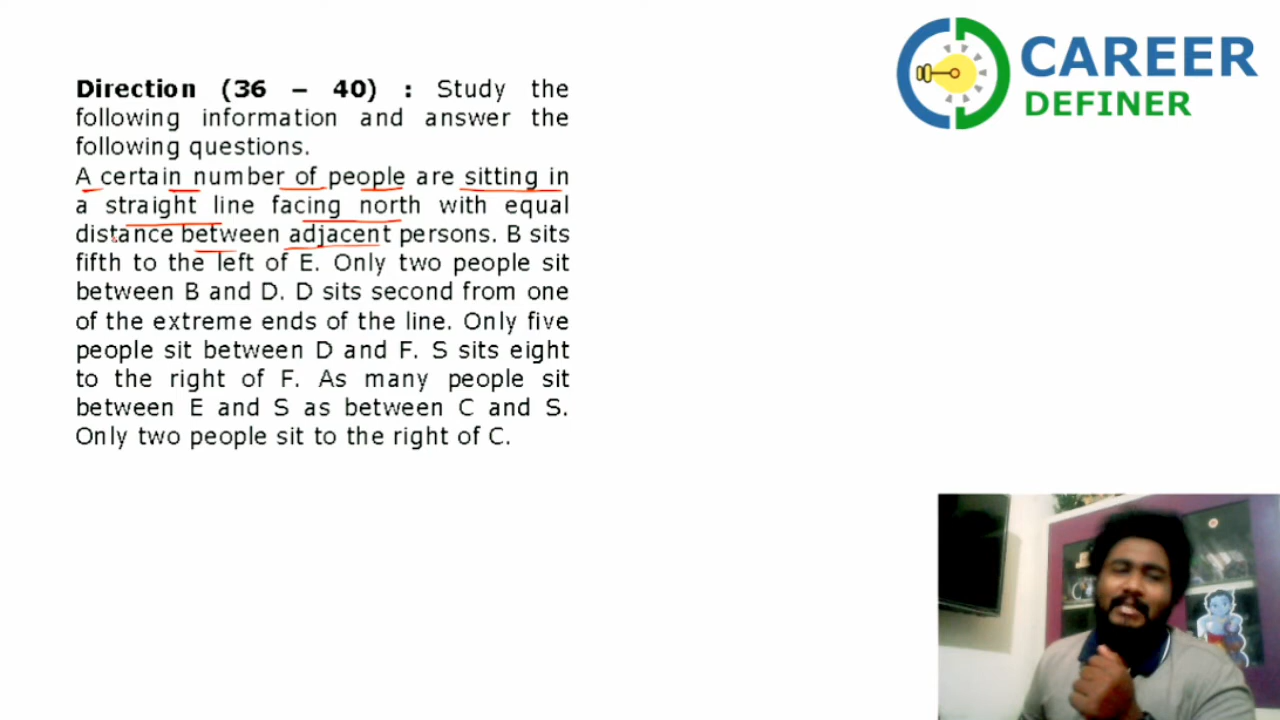 CAREER
DEFINER
Direction (36 – 40) : Study the
following information and answer the
following questions.
A certain number of people are sitting in
a straight line facing north with equal
distance between adjacent persons. B sits
fifth to the left of E. Only two people sit
between B and D. D sits second from one
of the extreme ends of the line. Only five
people sit between D and F. S sits eight
to the right of F. As many people sit
between E and S as between C and S.
Only two people sit to the right of C.